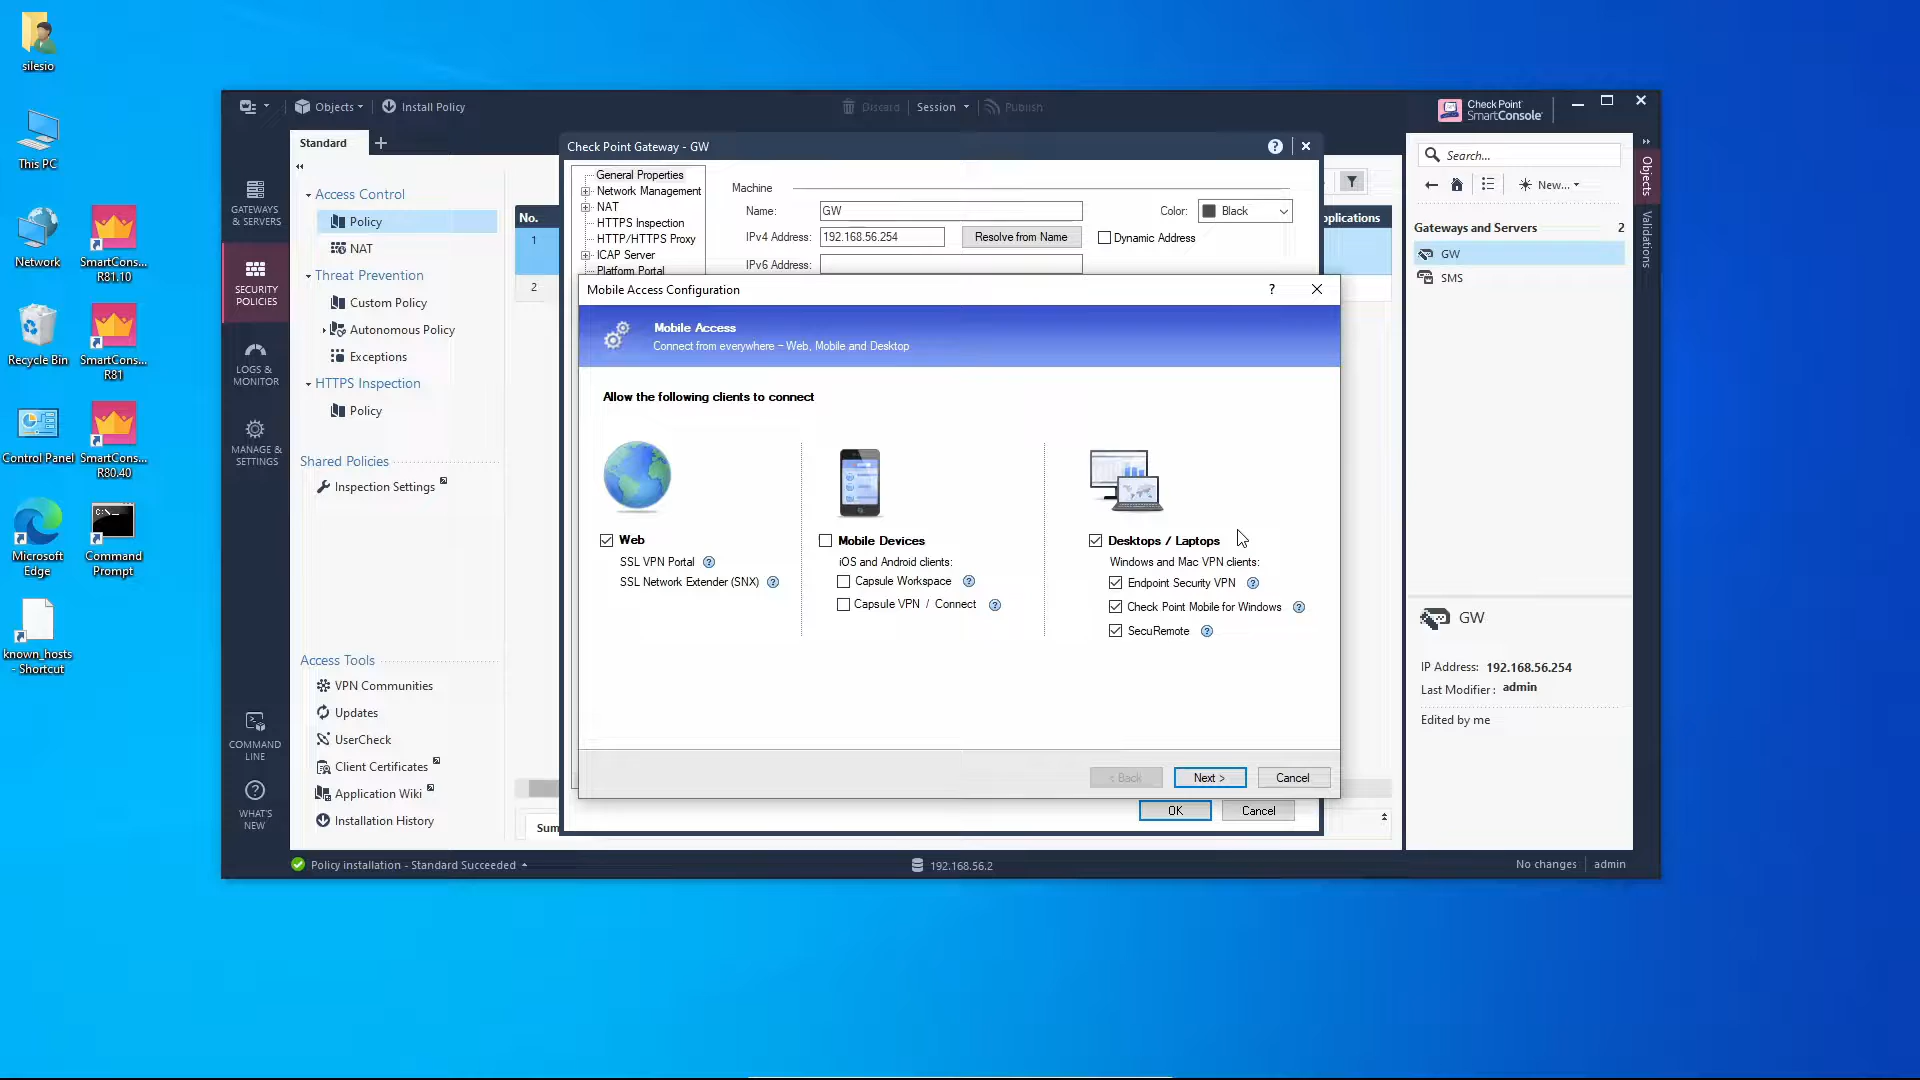 silesio
This PC
Network
SmartCons...
R81.10
Recycle Bin
SmartCons...
R81
Control Panel
SmartCons...
R80.40
Microsoft
Edge
Command
Prompt
known_hosts
- Shortcut
Objects
Install Policy
Discard
Session
Publish
Check Point
SmartConsole
Standard
GATEWAYS
& SERVERS
SECURITY
POLICIES
LOGS &
MONITOR
MANAGE &
SETTINGS
COMMAND
LINE
WHAT'S
NEW
Access Control
Policy
NAT
Threat Prevention
Custom Policy
Autonomous Policy
Exceptions
HTTPS Inspection
Policy
Shared Policies
Inspection Settings
Access Tools
VPN Communities
Updates
UserCheck
Client Certificates
Application Wiki
Installation History
No.
1
2
Sum
pplications
Check Point Gateway - GW
General Properties
Network Management
NAT
HTTPS Inspection
HTTP/HTTPS Proxy
ICAP Server
Platform Portal
Machine
Name: GW
Color: Black
IPv4 Address: 192.168.56.254 Resolve from Name Dynamic Address
IPv6 Address:
Mobile Access Configuration
Mobile Access
Connect from everywhere – Web, Mobile and Desktop
Allow the following clients to connect
Web
SSL VPN Portal
SSL Network Extender (SNX)
Mobile Devices
iOS and Android clients:
Capsule Workspace
Capsule VPN / Connect
Desktops / Laptops
Windows and Mac VPN clients:
Endpoint Security VPN
Check Point Mobile for Windows
SecuRemote
< Back Next > Cancel
OK Cancel
Search...
New...
Gateways and Servers 2
GW
SMS
Objects
Validations
GW
IP Address: 192.168.56.254
Last Modifier : admin
Edited by me
Policy installation - Standard Succeeded
192.168.56.2
No changes
admin